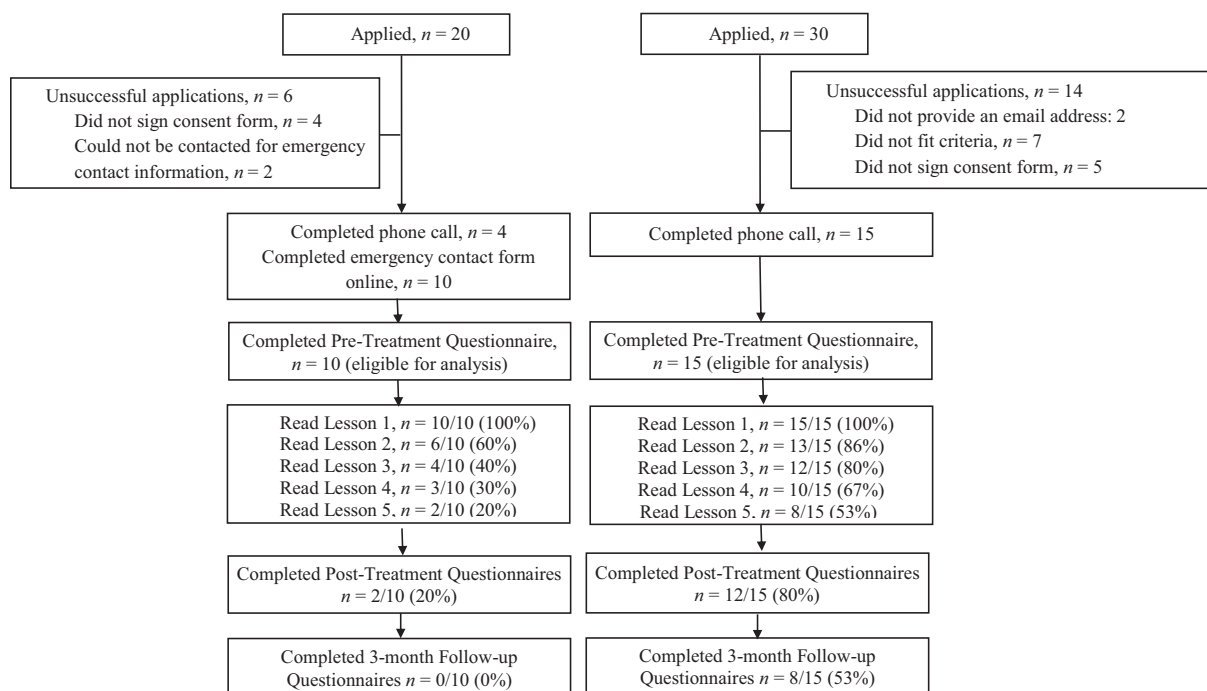 Applied, n = 20
Unsuccessful applications, n = 6
Did not sign consent form, n = 4
Could not be contacted for emergency
contact information, n = 2
Completed phone call, n = 4
Completed emergency contact form
online, n = 10
Completed Pre-Treatment Questionnaire,
n = 10 (eligible for analysis)
Read Lesson 1, n = 10/10 (100%)
Read Lesson 2, n = 6/10 (60%)
Read Lesson 3, n = 4/10 (40%)
Read Lesson 4, n = 3/10 (30%)
Read Lesson 5, n = 2/10 (20%)
Completed Post-Treatment Questionnaires
n = 2/10 (20%)
Completed 3-month Follow-up
Questionnaires n = 0/10 (0%)
Applied, n = 30
Unsuccessful applications, n = 14
Did not provide an email address: 2
Did not fit criteria, n = 7
Did not sign consent form, n = 5
Completed phone call, n = 15
Completed Pre-Treatment Questionnaire,
n = 15 (eligible for analysis)
Read Lesson 1, n = 15/15 (100%)
Read Lesson 2, n = 13/15 (86%)
Read Lesson 3, n = 12/15 (80%)
Read Lesson 4, n = 10/15 (67%)
Read Lesson 5, n = 8/15 (53%)
Completed Post-Treatment Questionnaires
n = 12/15 (80%)
Completed 3-month Follow-up
Questionnaires n = 8/15 (53%)